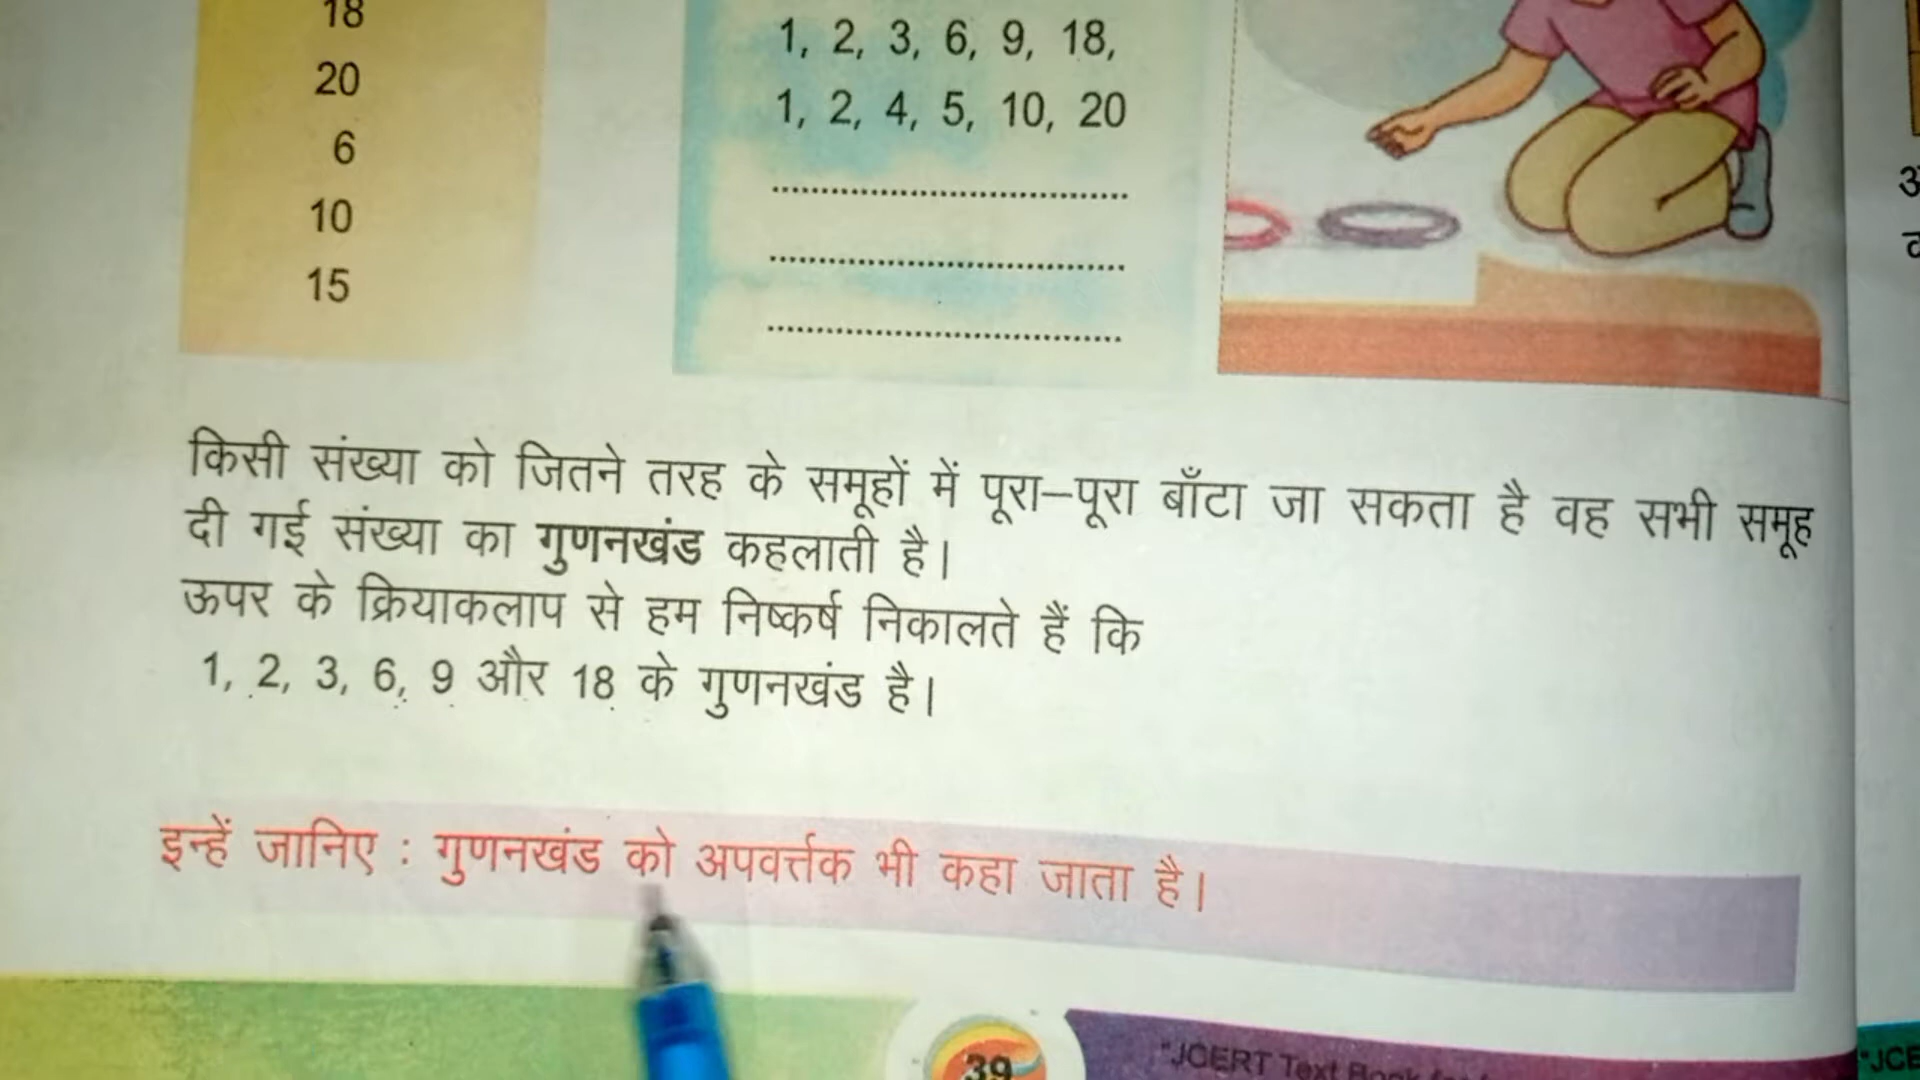 18
1, 2, 3, 6, 9, 18,
20
1, 2, 4, 5, 10, 20
6
10
15
किसी संख्या को जितने तरह के समूहों में पूरा–पूरा बाँटा जा सकता है वह सभी समूह
दी गई संख्या का गुणनखंड कहलाती है।
ऊपर के क्रियाकलाप से हम निष्कर्ष निकालते हैं कि
1, 2, 3, 6, 9 और 18 के गुणनखंड है।
इन्हें जानिए : गुणनखंड को अपवर्त्तक भी कहा जाता है।
39
"JCERT Text Book
"JCE